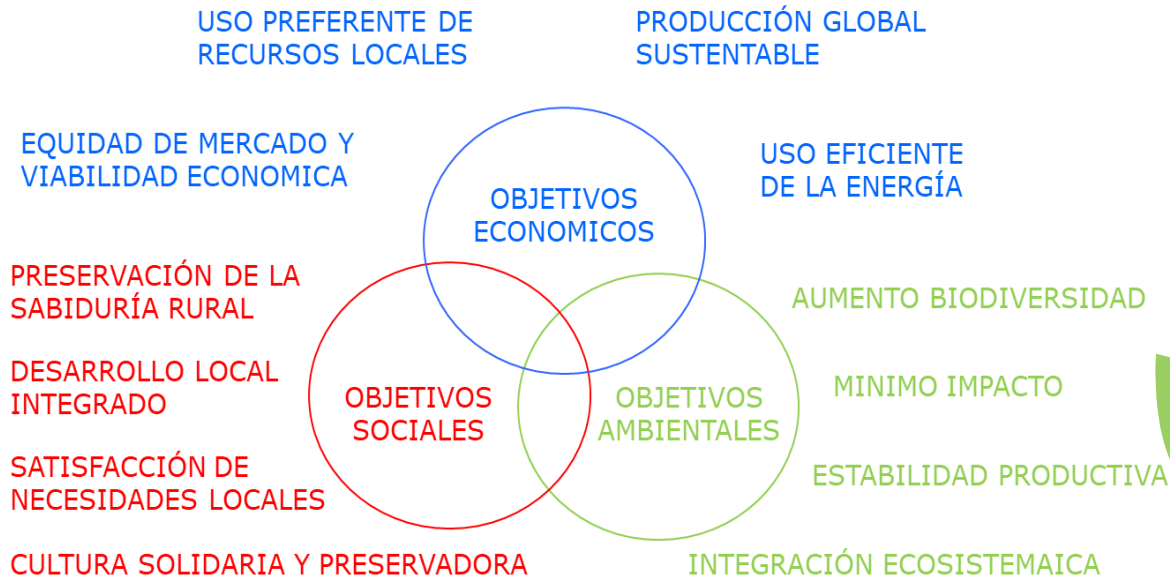 USO PREFERENTE DE
RECURSOS LOCALES
PRODUCCIÓN GLOBAL
SUSTENTABLE
EQUIDAD DE MERCADO Y
VIABILIDAD ECONOMICA
USO EFICIENTE
DE LA ENERGÍA
OBJETIVOS
ECONOMICOS
PRESERVACIÓN DE LA
SABIDURÍA RURAL
DESARROLLO LOCAL
INTEGRADO
SATISFACCIÓN DE
NECESIDADES LOCALES
CULTURA SOLIDARIA Y PRESERVADORA
OBJETIVOS
SOCIALES
OBJETIVOS
AMBIENTALES
AUMENTO BIODIVERSIDAD
MINIMO IMPACTO
ESTABILIDAD PRODUCTIVA
INTEGRACIÓN ECOSISTEMAICA